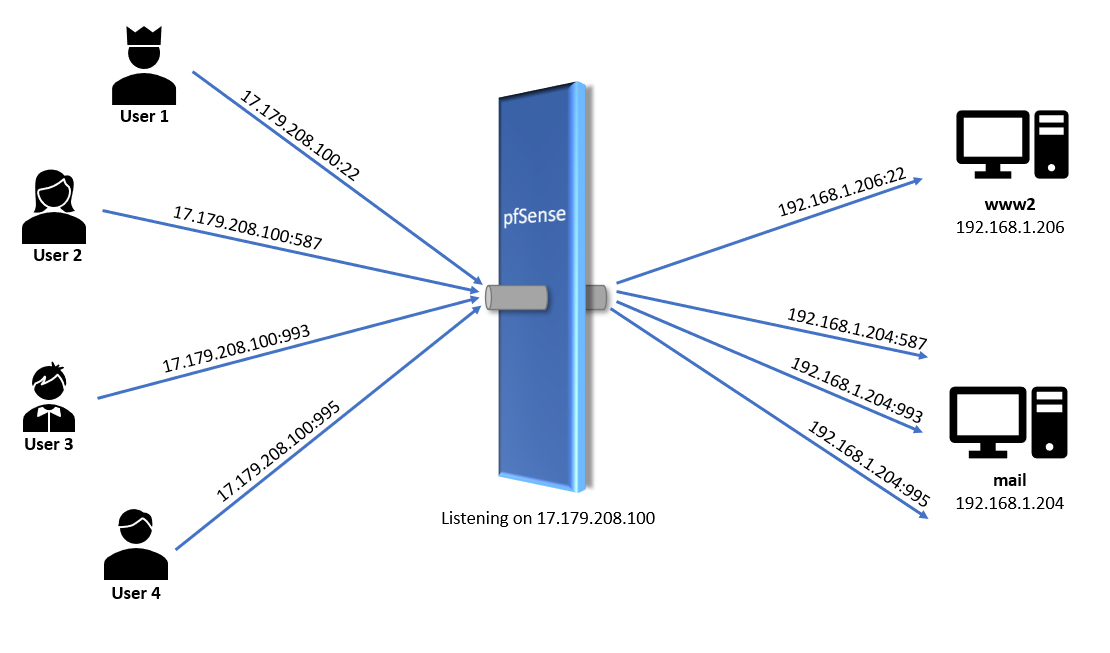 User 1
17.179.208.100:22
User 2
17.179.208.100:587
User 3
17.179.208.100:993
User 4
17.179.208.100:995
pfSense
Listening on 17.179.208.100
192.168.1.206:22
www2
192.168.1.206
192.168.1.204:587
192.168.1.204:993
192.168.1.204:995
mail
192.168.1.204